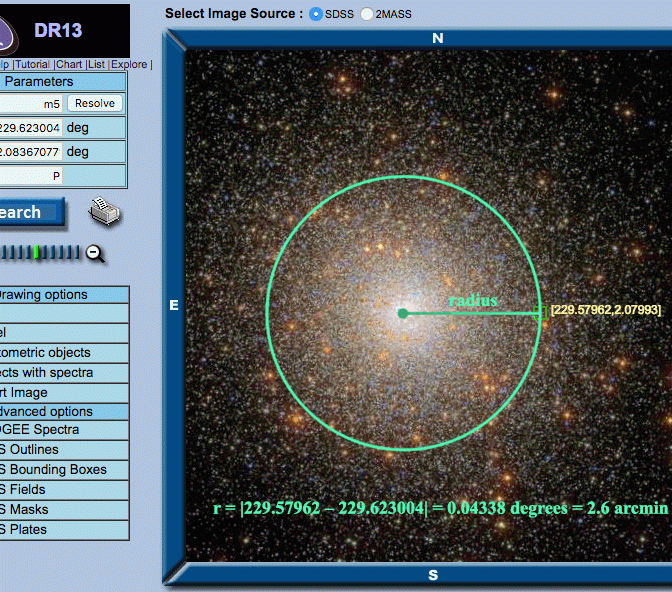 Select Image Source : SDSS 2MASS
DR13
lp |Tutorial |Chart |List |Explore |
Parameters
m5 Resolve
229.623004 deg
2.08367077 deg
P
earch
N
E
radius
[229.57962,2.07993]
rawing options
el
tometric objects
ects with spectra
rt Image
dvanced options
OGEE Spectra
S Outlines
S Bounding Boxes
S Fields
S Masks
S Plates
r = |229.57962 – 229.623004| = 0.04338 degrees = 2.6 arcmin
S